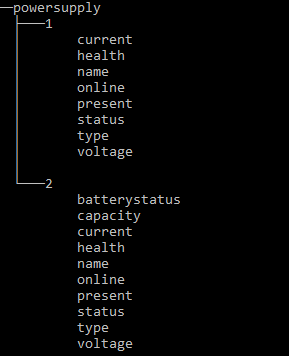 powersupply
1
current
health
name
online
present
status
type
voltage
2
batterystatus
capacity
current
health
name
online
present
status
type
voltage